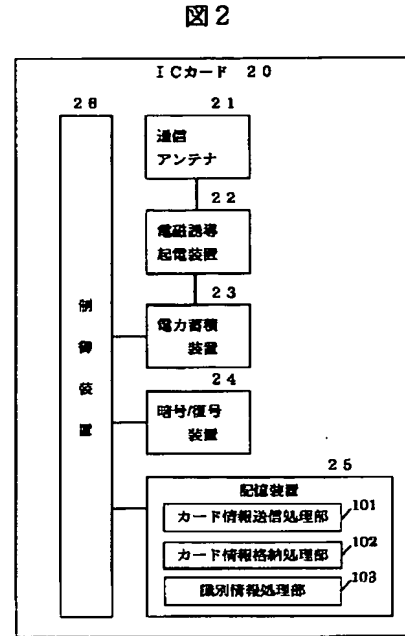 図2
ICカード 20
26
21
通信
アンテナ
22
電磁誘導
起電装置
23
電力蓄積
装置
制御装置
24
暗号/復号
装置
25
記憶装置
カード情報送信処理部
101
カード情報格納処理部
102
識別情報処理部
103